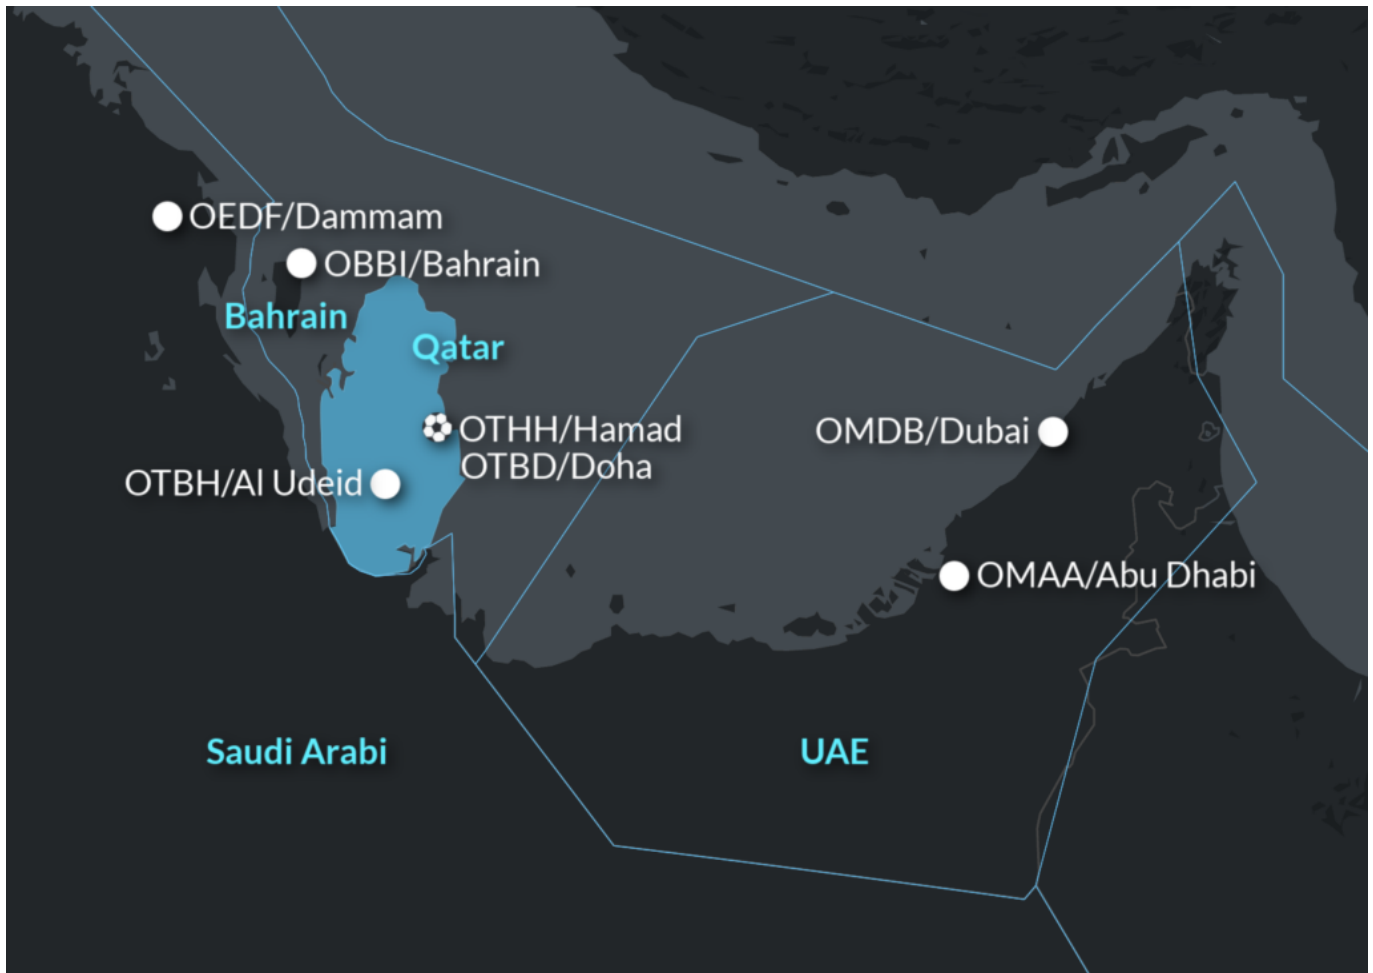 OEDF/Dammam
OBBI/Bahrain
Bahrain
Qatar
OTHH/Hamad
OTBD/Doha
OMDB/Dubai
OTBH/Al Udeid
OMAA/Abu Dhabi
Saudi Arabi
UAE